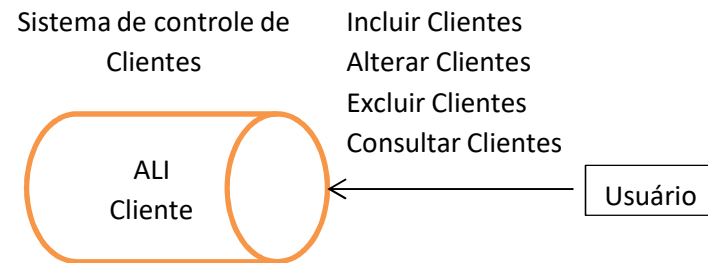 Sistema de controle de
Clientes
Incluir Clientes
Alterar Clientes
Excluir Clientes
Consultar Clientes
ALI
Cliente
Usuário